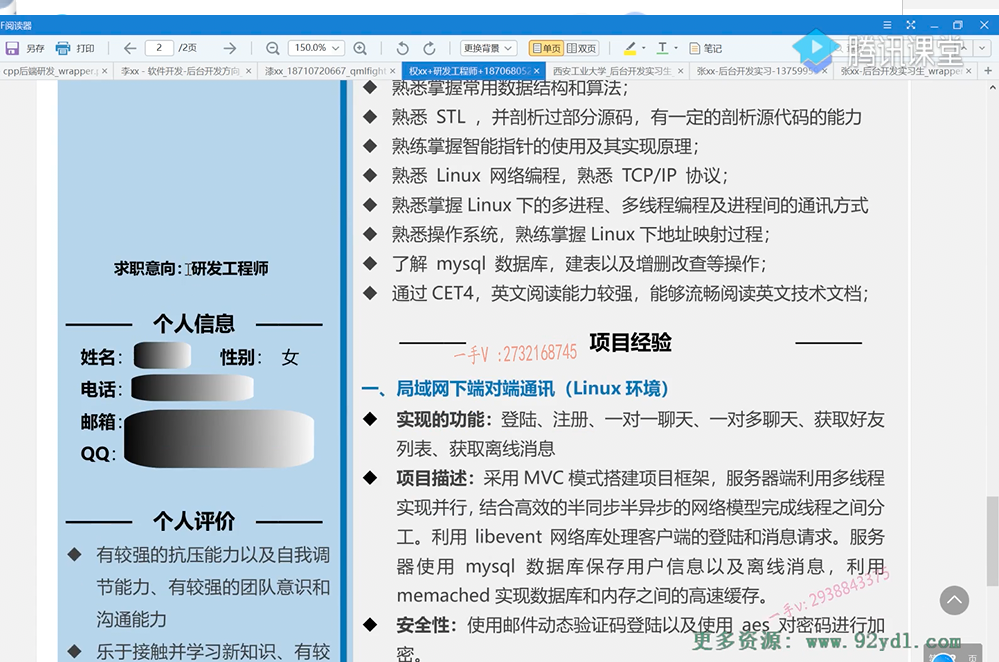 F阅读器
另存 打印 2 /2页 150.0% 更换背景 单页 双页 T 笔记
腾讯课堂
cpp后端研发_wrapper.p× 李xx - 软件开发-后台开发方向 × 漆xx_18710720667_qmlflight × 权xx+研发工程师+187068052 × 西安工业大学_后台开发实习生 × 张xx-后台开发实习-1375995 × 张xx-后台开发实习生_wrapper ×
求职意向：研发工程师
个人信息
姓名： 性别： 女
电话：
邮箱：
QQ：
个人评价
◆ 有较强的抗压能力以及自我调
节能力、有较强的团队意识和
沟通能力
◆ 乐于接触并学习新知识、有较
◆ 熟悉掌握常用数据结构和算法；
◆ 熟悉 STL ，并剖析过部分源码，有一定的剖析源代码的能力
◆ 熟练掌握智能指针的使用及其实现原理；
◆ 熟悉 Linux 网络编程，熟悉 TCP/IP 协议；
◆ 熟悉掌握 Linux 下的多进程、多线程编程及进程间的通讯方式
◆ 熟悉操作系统，熟练掌握 Linux 下地址映射过程；
◆ 了解 mysql 数据库，建表以及增删改查等操作；
◆ 通过 CET4，英文阅读能力较强，能够流畅阅读英文技术文档；
项目经验
一手V :2732168745
一、局域网下端对端通讯（Linux 环境）
◆ 实现的功能：登陆、注册、一对一聊天、一对多聊天、获取好友
列表、获取离线消息
◆ 项目描述：采用 MVC 模式搭建项目框架，服务器端利用多线程
实现并行，结合高效的半同步半异步的网络模型完成线程之间分
工。利用 libevent 网络库处理客户端的登陆和消息请求。服务
器使用 mysql 数据库保存用户信息以及离线消息，利用
memached 实现数据库和内存之间的高速缓存。
一手v: 2938843375
◆ 安全性：使用邮件动态验证码登陆以及使用 aes 对密码进行加
密。
更多资源：www.92ydl.com